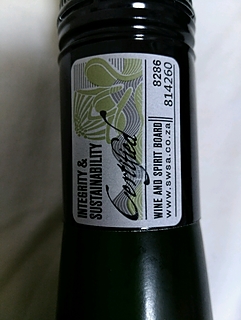 INTEGRITY &
SUSTAINABILITY
Certified
WINE AND SPIRIT BOARD
www.swsa.co.za
8286
814260